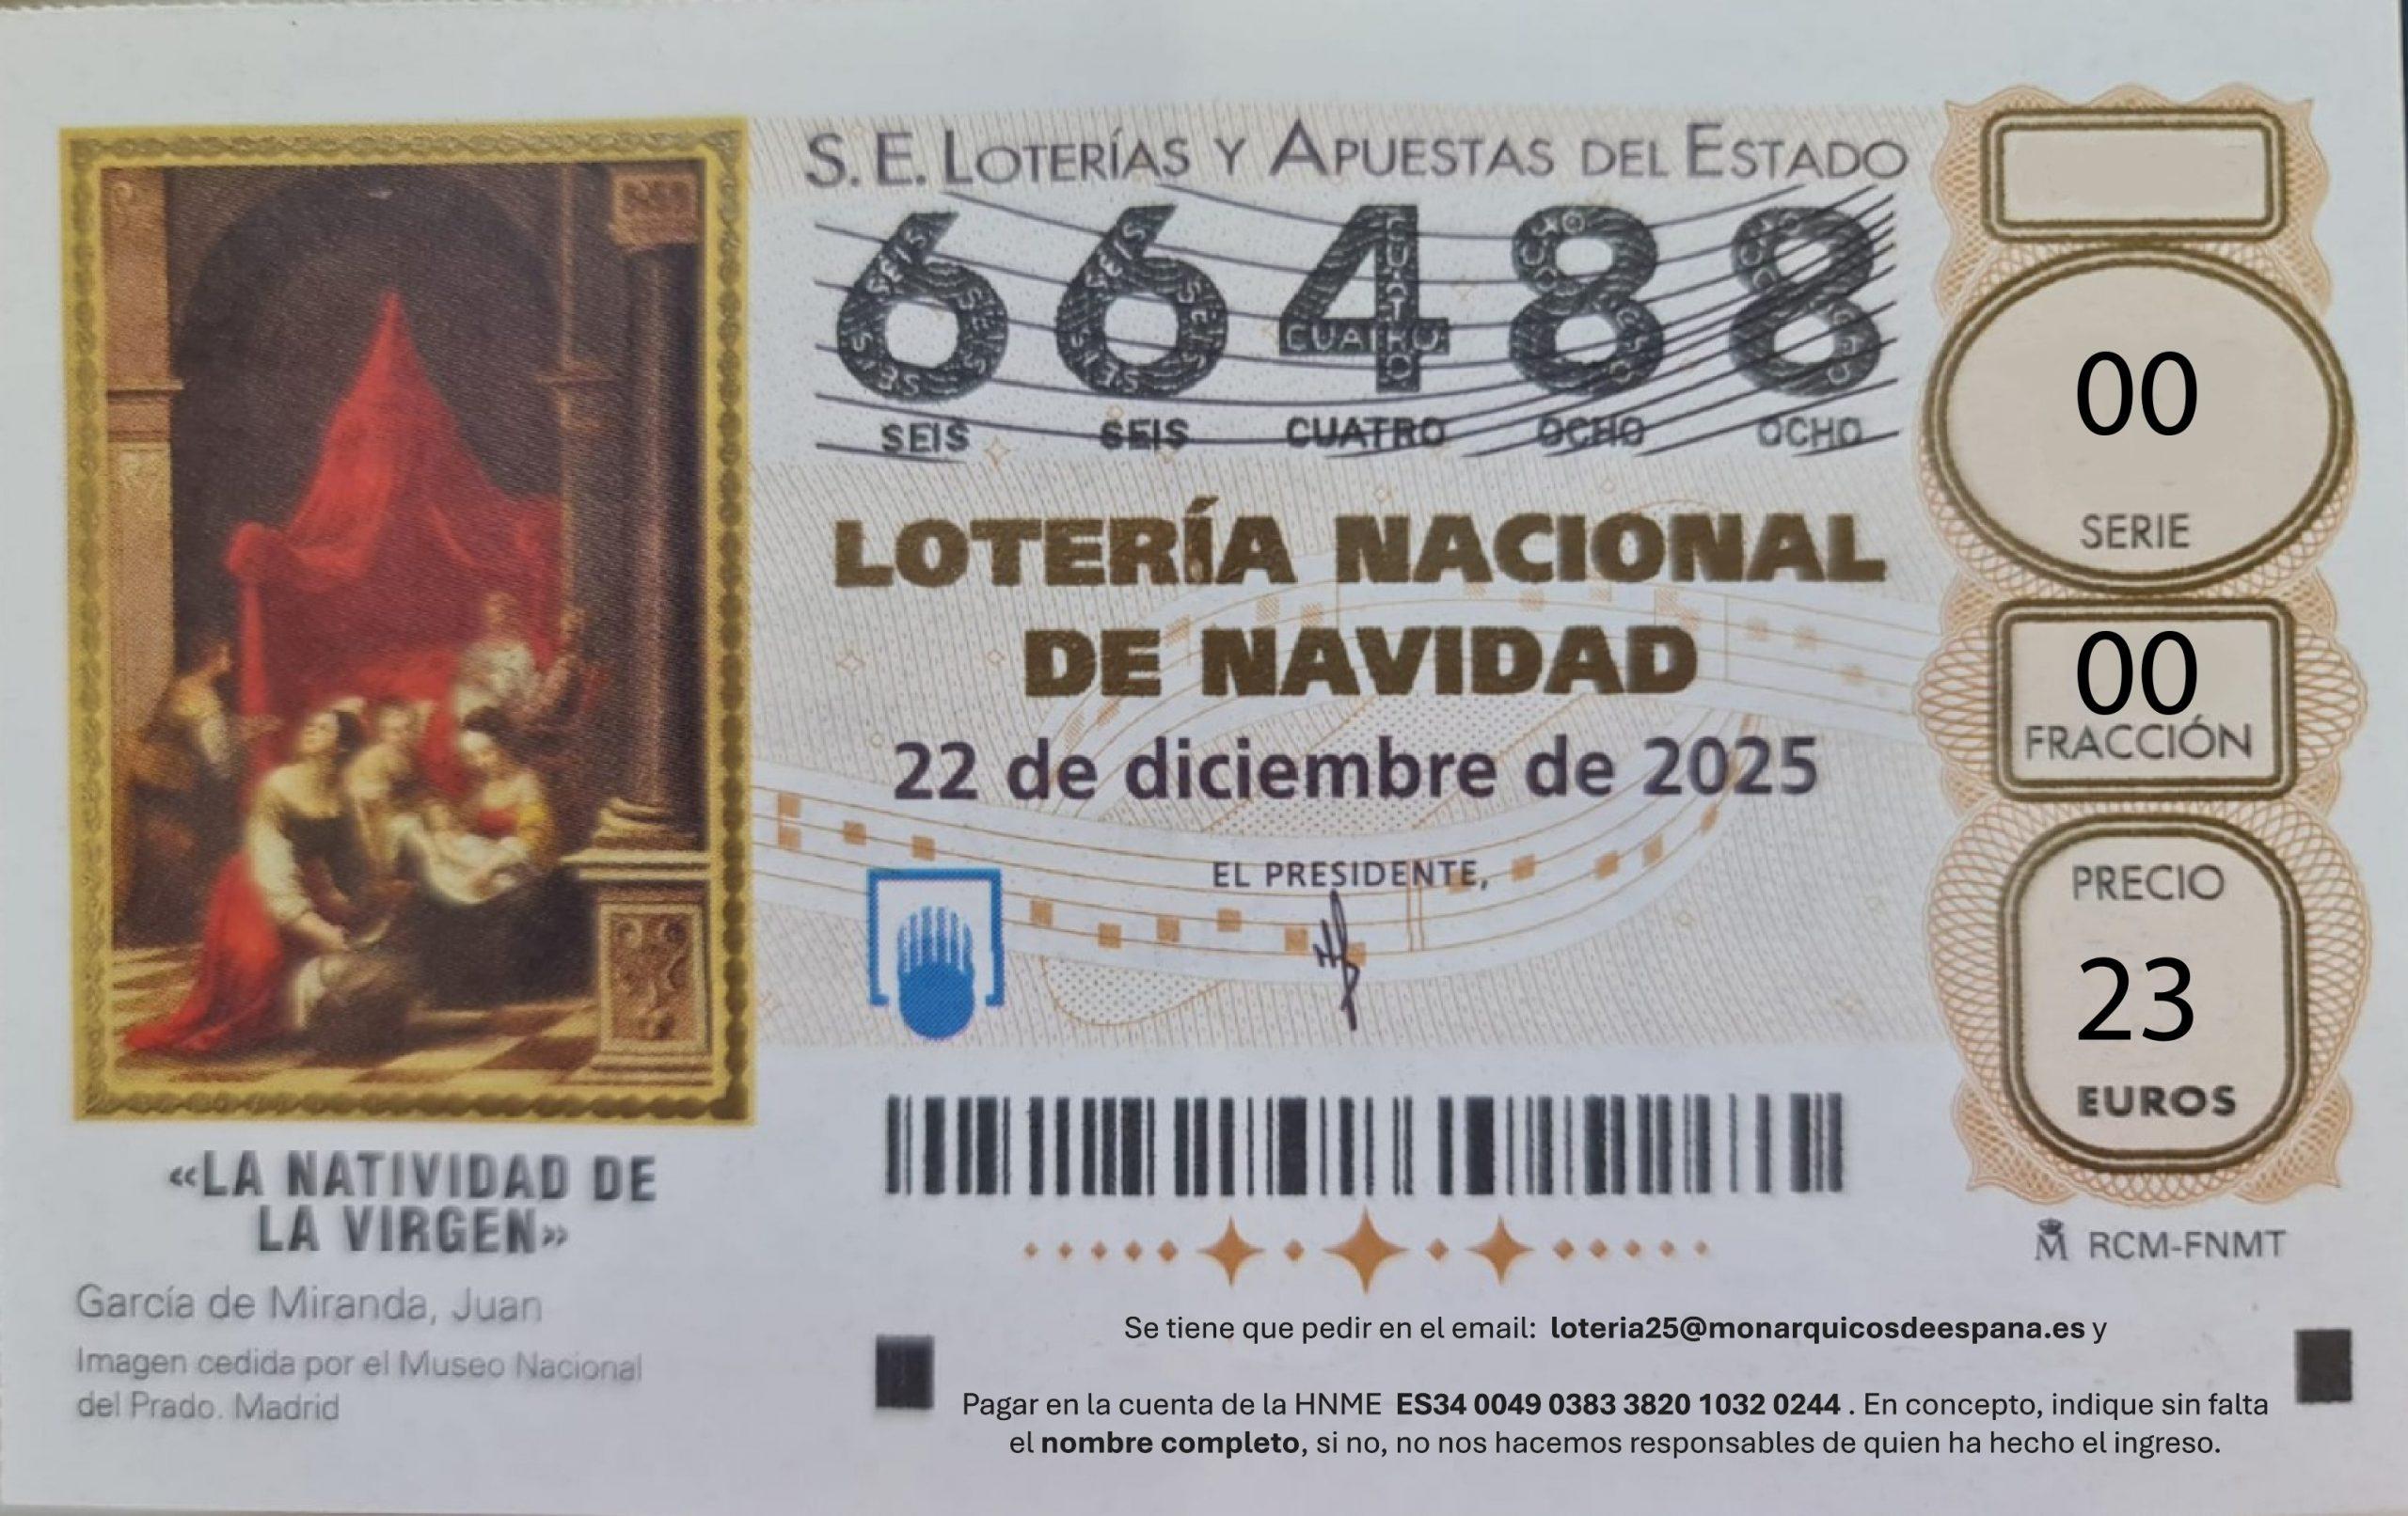 S.E. LOTERÍAS Y APUESTAS DEL ESTADO
66488
SEIS SEIS CUATRO OCHO OCHO
LOTERÍA NACIONAL
DE NAVIDAD
22 de diciembre de 2025
EL PRESIDENTE,
00
SERIE
00
FRACCIÓN
PRECIO
23
EUROS
RCM-FNMT
«LA NATIVIDAD DE
LA VIRGEN»
García de Miranda, Juan
Imagen cedida por el Museo Nacional
del Prado. Madrid
Se tiene que pedir en el email: loteria25@monarquicosdeespana.es y
Pagar en la cuenta de la HNME ES34 0049 0383 3820 1032 0244 . En concepto, indique sin falta
el nombre completo, si no, no nos hacemos responsables de quien ha hecho el ingreso.